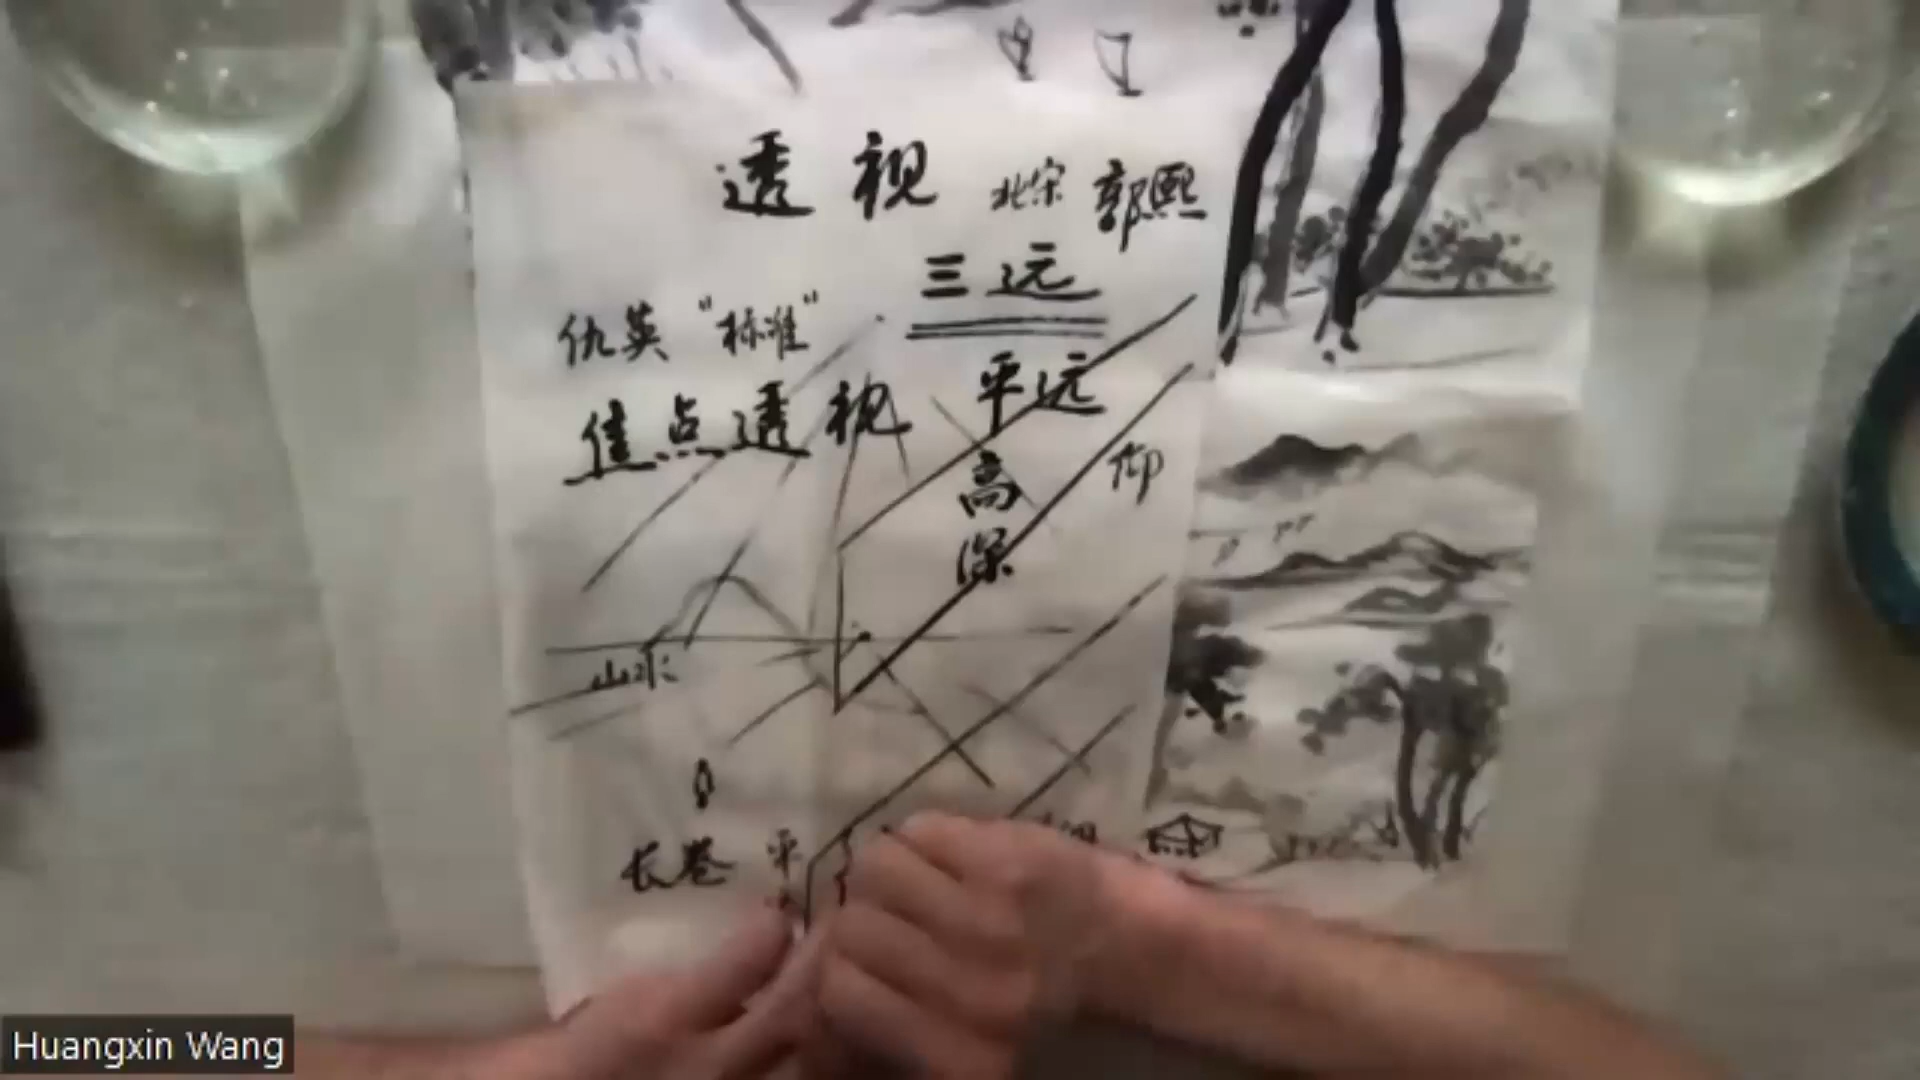 透视 北宋 郭熙
三远
仇英 "标准"
焦点透视 平远
高
深
仰
山水
长卷 平
Huangxin Wang